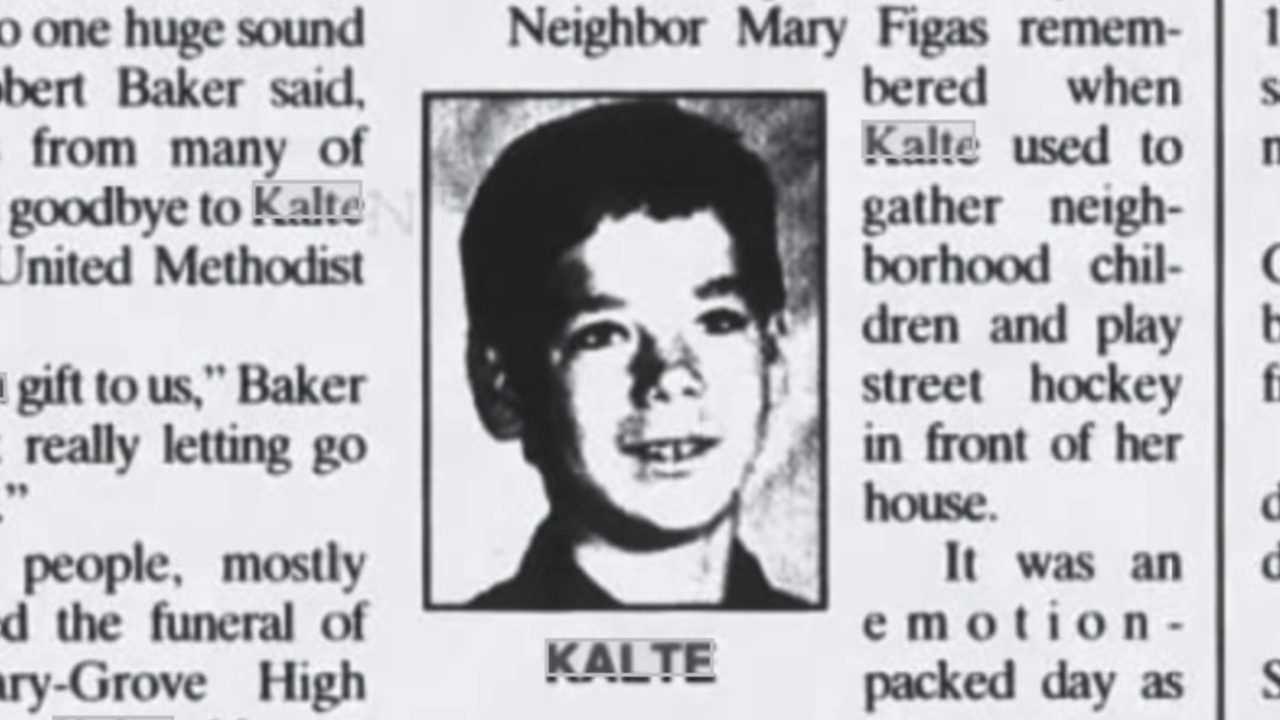 o one huge sound
obert Baker said,
from many of
goodbye to Kalte
United Methodist
gift to us,” Baker
really letting go
.”
people, mostly
ed the funeral of
ary-Grove High
Neighbor Mary Figas remem-
bered when
Kalte used to
gather neigh-
borhood chil-
dren and play
street hockey
in front of her
house.
It was an
emotion-
packed day as
KALTE